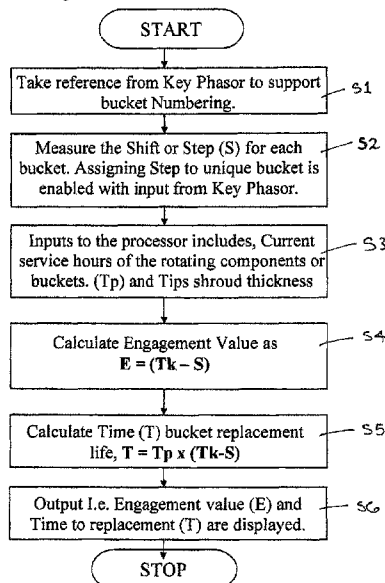 START
Take reference from Key Phasor to support
bucket Numbering.
S1
Measure the Shift or Step (S) for each
bucket. Assigning Step to unique bucket is
enabled with input from Key Phasor.
S2
Inputs to the processor includes, Current
service hours of the rotating components or
buckets. (Tp) and Tips shroud thickness
S3
Calculate Engagement Value as
E = (Tk – S)
S4
Calculate Time (T) bucket replacement
life, T = Tp x (Tk-S)
S5
Output I.e. Engagement value (E) and
Time to replacement (T) are displayed.
S6
STOP